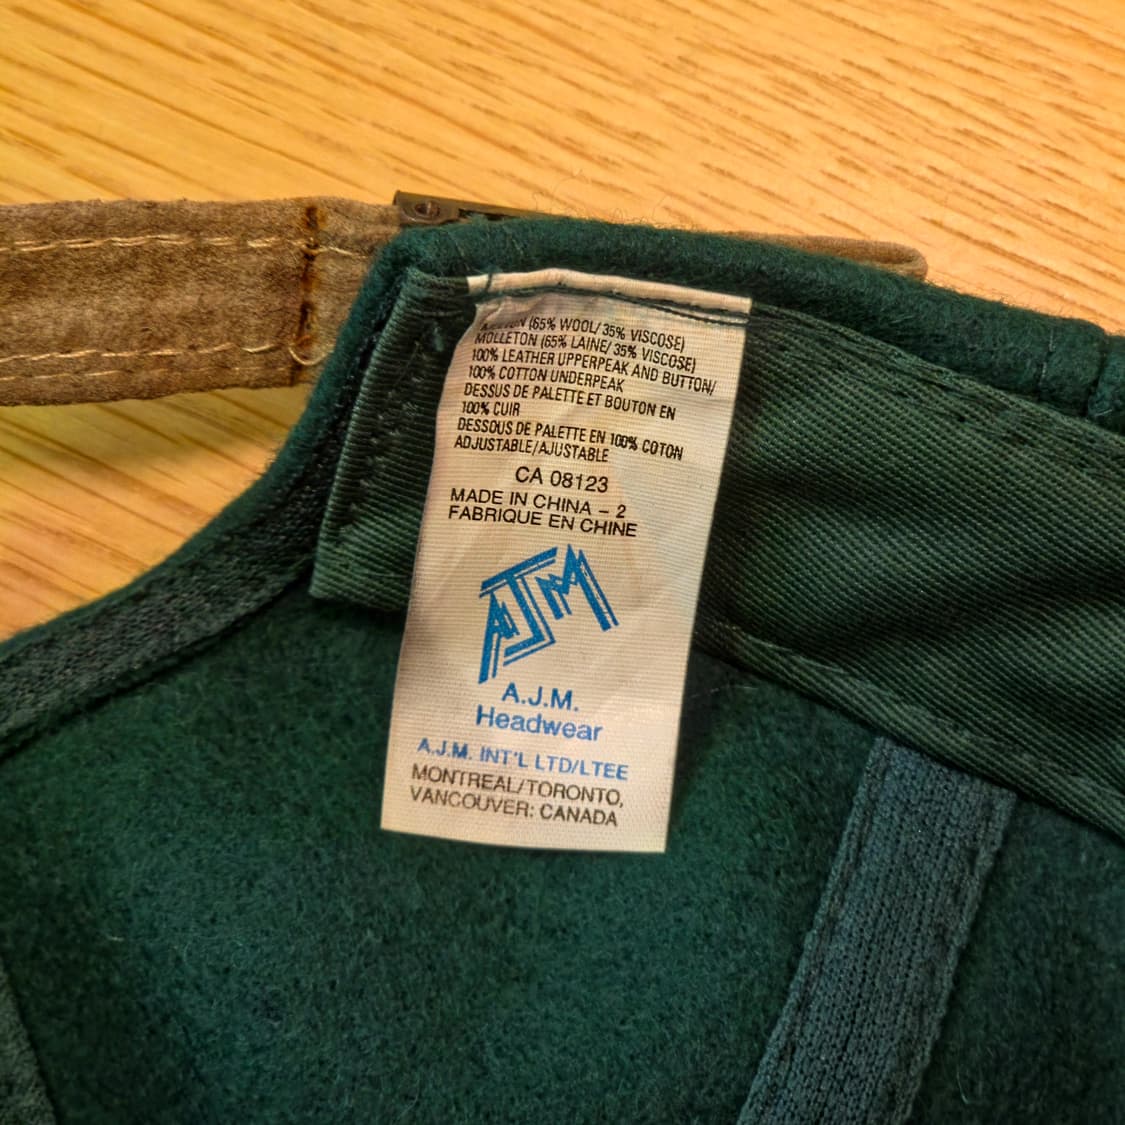 MELTON (65% WOOL/ 35% VISCOSE)
MOLLETON (65% LAINE/ 35% VISCOSE)
100% LEATHER UPPERPEAK AND BUTTON/
100% COTTON UNDERPEAK
DESSUS DE PALETTE ET BOUTON EN
100% CUIR
DESSOUS DE PALETTE EN 100% COTON
ADJUSTABLE/AJUSTABLE
CA 08123
MADE IN CHINA – 2
FABRIQUE EN CHINE
AJM
A.J.M.
Headwear
A.J.M. INT'L LTD/LTEE
MONTREAL/TORONTO,
VANCOUVER: CANADA